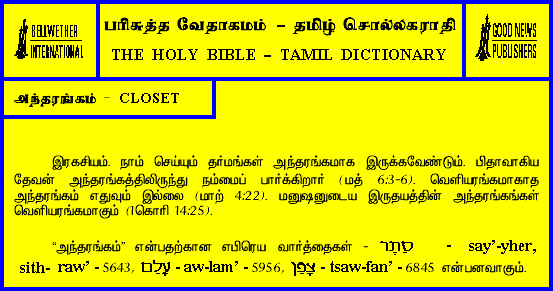 BELLWETHER
INTERNATIONAL
பரிசுத்த வேதாகமம் – தமிழ் சொல்லகராதி
THE HOLY BIBLE – TAMIL DICTIONARY
GOOD NEWS
PUBLISHERS
அந்தரங்கம் – CLOSET
இரகசியம். நாம் செய்யும் தர்மங்கள் அந்தரங்கமாக இருக்கவேண்டும். பிதாவாகிய
தேவன் அந்தரங்கத்திலிருந்து நம்மைப் பார்க்கிறார் (மத் 6:3-6). வெளியரங்கமாகாத
அந்தரங்கம் எதுவும் இல்லை (மாற் 4:22). மனுஷனுடைய இருதயத்தின் அந்தரங்கங்கள்
வெளியரங்கமாகும் (1கொரி 14:25).
“அந்தரங்கம்” என்பதற்கான எபிரெய வார்த்தைகள் - סֵתֶר - say’-yher,
sith- raw’ - 5643, עָלַם - aw-lam’ - 5956, צָפַן - tsaw-fan’ - 6845 என்பனவாகும்.